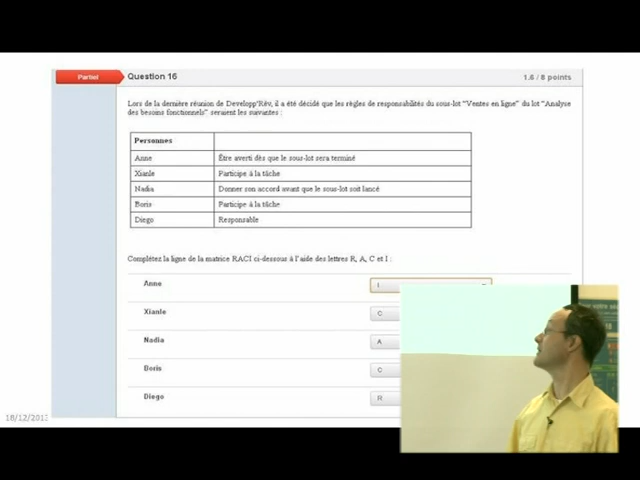 Partiel
Question 16
1.6 / 8 points
Lors de la dernière réunion de Developp'Rêv, il a été décidé que les règles de responsabilités du sous-lot "Ventes en ligne" du lot "Analyse
des besoins fonctionnels" seraient les suivantes :
Personnes
Anne Être averti dès que le sous-lot sera terminé
Xianle Participe à la tâche
Nadia Donner son accord avant que le sous-lot soit lancé
Boris Participe à la tâche
Diego Responsable
Complétez la ligne de la matrice RACI ci-dessous à l'aide des lettres R, A, C et I :
Anne I
Xianle C
Nadia A
Boris C
Diego R
18/12/2013